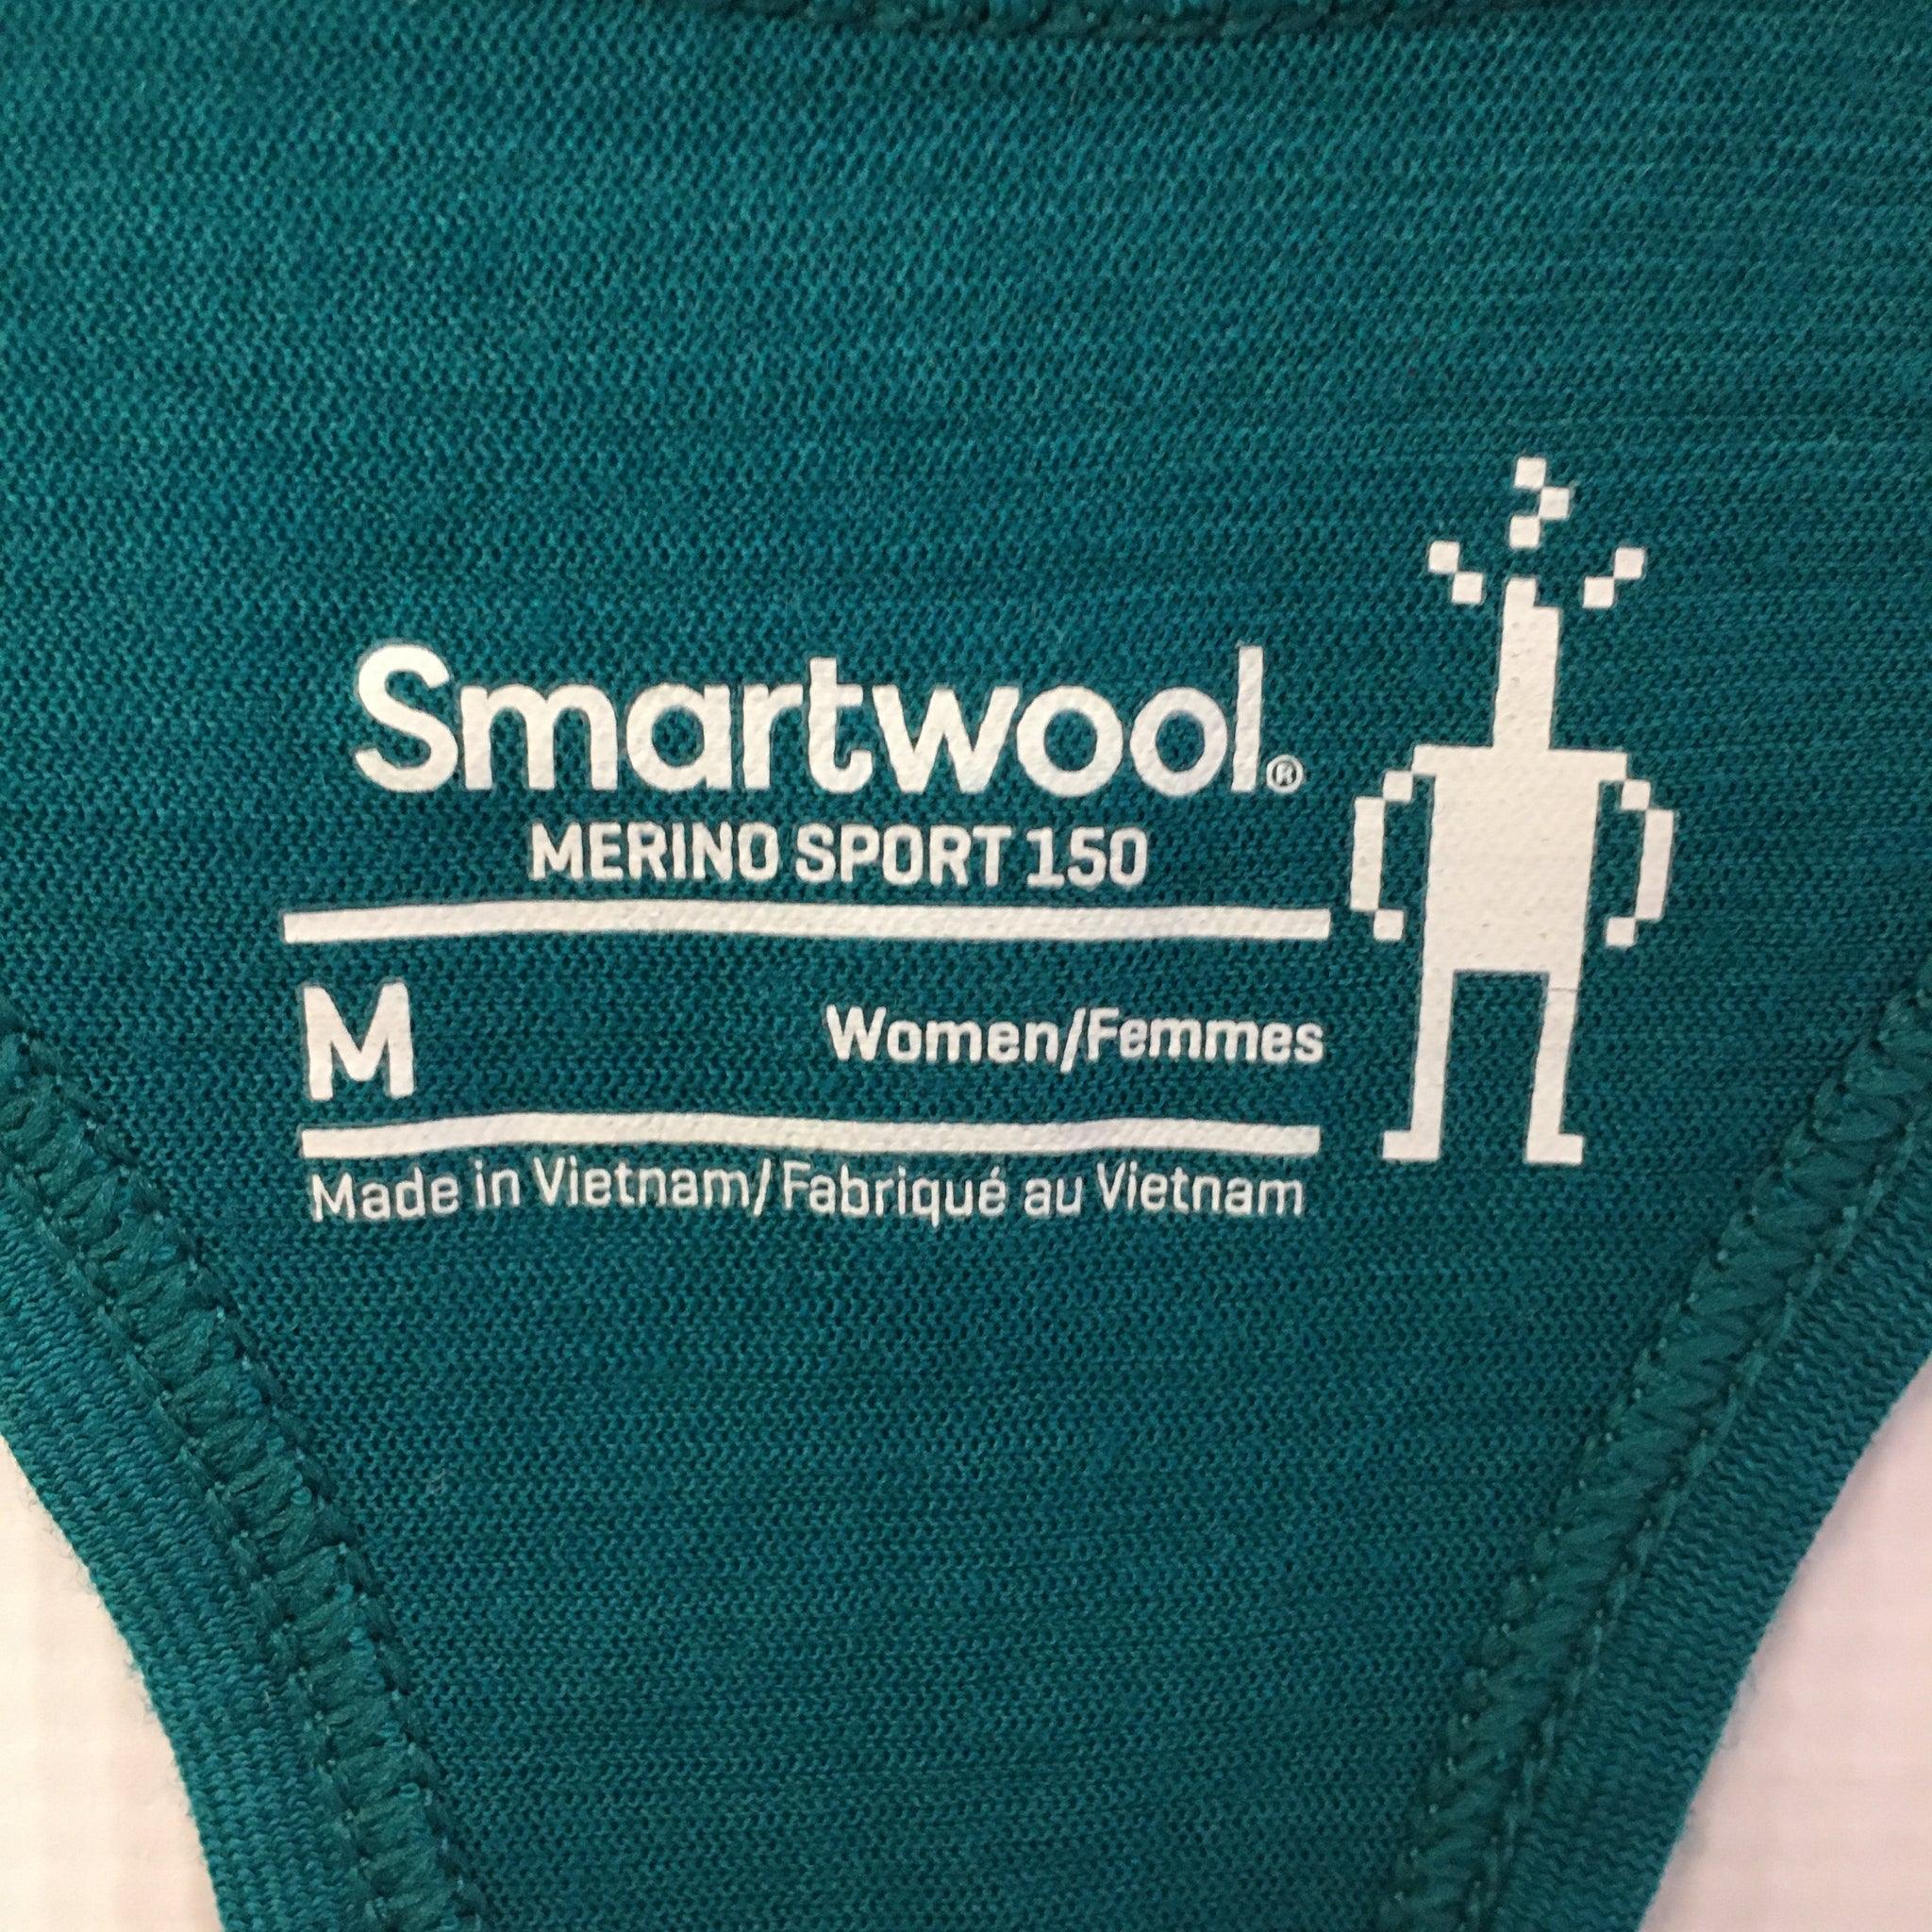 Smartwool®
MERINO SPORT 150
M Women/Femmes
Made in Vietnam/Fabriqué au Vietnam